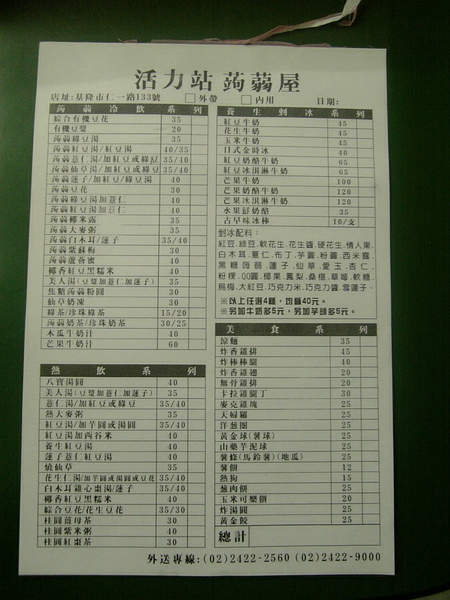 活力站 蒟蒻屋
店址:基隆市仁一路133號 □外帶 □內用 日期:
蒟蒻冷飲系列
綜合有機豆花 35
有機豆漿 20
蒟蒻綠豆湯 30
蒟蒻紅豆湯/紅豆湯 40/35
蒟蒻薏仁湯/加紅豆或綠豆 35/40
蒟蒻仙草湯/加紅豆或綠豆 35/40
蒟蒻蓮子/加紅豆/綠豆湯 40
蒟蒻豆花 30
蒟蒻綠豆湯加薏仁 40
蒟蒻紅豆湯加薏仁 40
蒟蒻椰米露 35
蒟蒻大麥粥 35
蒟蒻白木耳/蓮子 35/40
蒟蒻紫蘇梅 30
蒟蒻蘆薈蜜 40
椰香紅豆黑糯米 40
美人湯(豆漿加薏仁加蓮子) 35
焦糖蒟蒻粉圓 30
仙草奶凍 30
綠茶/珍珠綠茶 15/20
蒟蒻奶茶/珍珠奶茶 30/25
木瓜牛奶汁 50
芒果牛奶汁 60
熱飲系列
八寶湯圓 40
美人湯(豆漿加薏仁加蓮子) 35
薏仁湯/加紅豆或綠豆 35/40
熱大麥粥 35
紅豆湯/加芋圓或湯圓 35/40
紅豆湯加西谷米 40
養生紅豆湯 40
蓮子薏仁紅豆湯 40
燒仙草 35
花生仁湯/加芋圓或湯圓或豆花 35/40
白木耳雞心棗湯/蓮子 35/40
椰香紅豆黑糯米 40
綜合豆花/花生豆花 35/30
桂圓薑母茶 30
桂圓紫米粥 40
桂圓紅棗茶 30
養生剉冰系列
紅豆牛奶 45
花生牛奶 45
玉米牛奶 45
日式金時冰 40
紅豆奶酪牛奶 65
紅豆冰淇淋牛奶 65
芒果牛奶 100
芒果奶酪牛奶 120
芒果冰淇淋牛奶 120
水果鮮奶酪 35
古早味冰棒 10/支
剉冰配料:
紅豆,綠豆,軟花生,花生醬,硬花生,情人果,
白木耳,薏仁,布丁,芋圓,粉圓,西米露,
黑糖蒟蒻,蓮子,仙草,愛玉,杏仁,
粉粿,QQ圓,椰果,鳳梨,桑椹,草莓,軟糖,
烏梅,大紅豆,巧克力米,巧克力醬,雪蓮子.
※以上任選4種,均售40元。
※另加牛奶多5元,另加芋頭多5元。
美食系列
涼麵 35
炸香雞排 45
炸棒棒腿 40
炸香雞翅 20
無骨雞排 20
卡拉雞腿丁 30
麥克雞塊 25
天婦羅 25
洋蔥圈 25
黃金球(薯球) 25
山藥芋泥球 25
薯條(馬鈴薯)(地瓜) 25
薯餅 12
熱狗 15
蔥肉餅 25
玉米可樂餅 20
炸湯圓 25
黃金餃 25
總計
外送專線:(02)2422-2560 (02)2422-9000